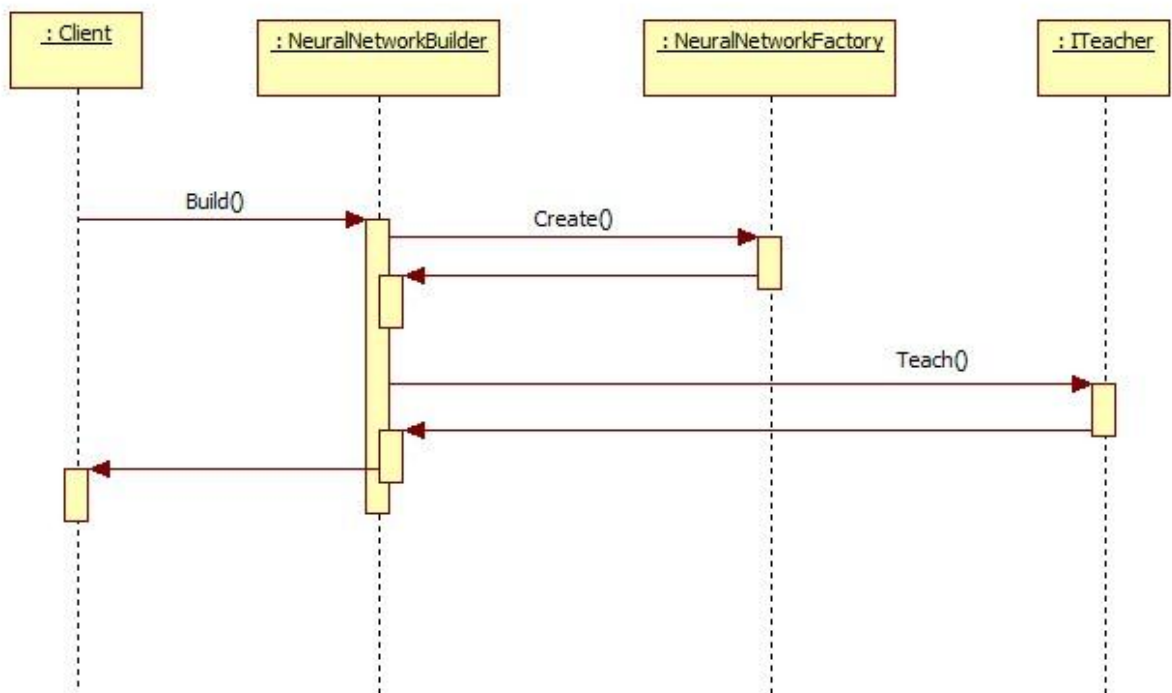 : Client
: NeuralNetworkBuilder
: NeuralNetworkFactory
: ITeacher
Build()
Create()
Teach()